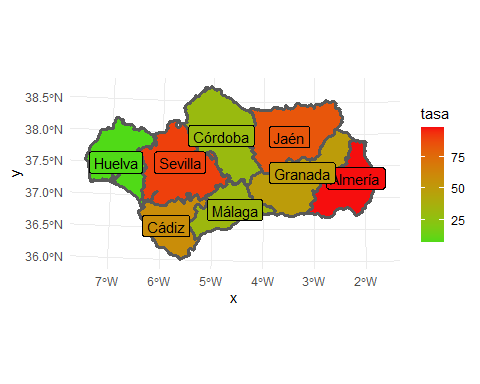 tasa
75
50
25
38.5°N
38.0°N
37.5°N
37.0°N
36.5°N
36.0°N
y
Córdoba
Jaén
Huelva
Sevilla
Granada
Almería
Málaga
Cádiz
7°W
6°W
5°W
4°W
3°W
2°W
x